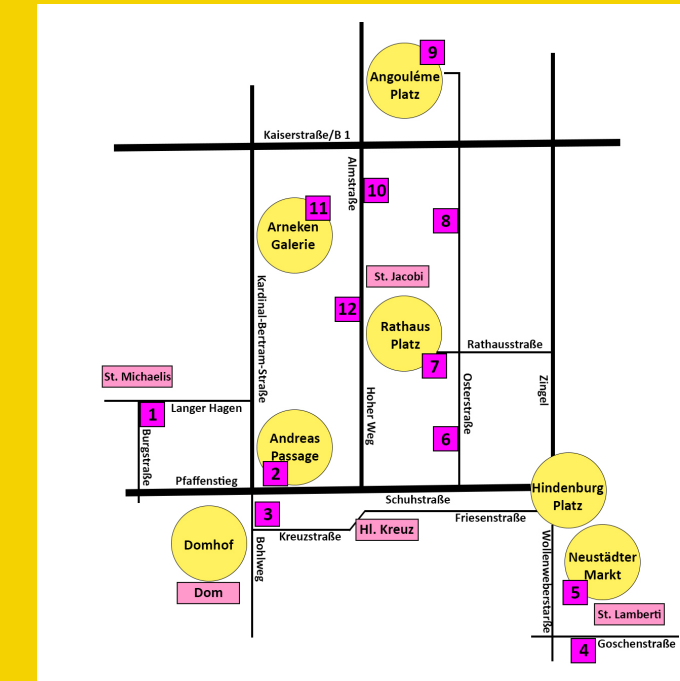 9
Angouléme
Platz
Kaiserstraße/B 1
Almstraße
10
11
8
Arneken
Galerie
St. Jacobi
Kardinal-Bertram-Straße
12
Rathaus
Platz
Rathausstraße
7
St. Michaelis
Zingel
Osterstraße
Hoher Weg
1
Langer Hagen
Burgstraße
Andreas
Passage
6
2
Pfaffenstieg
Hindenburg
Platz
Schuhstraße
3
Friesenstraße
Hl. Kreuz
Kreuzstraße
Domhof
Bohlweg
Wollenweberstarße
Neustädter
Markt
Dom
5
St. Lamberti
Goschenstraße
4